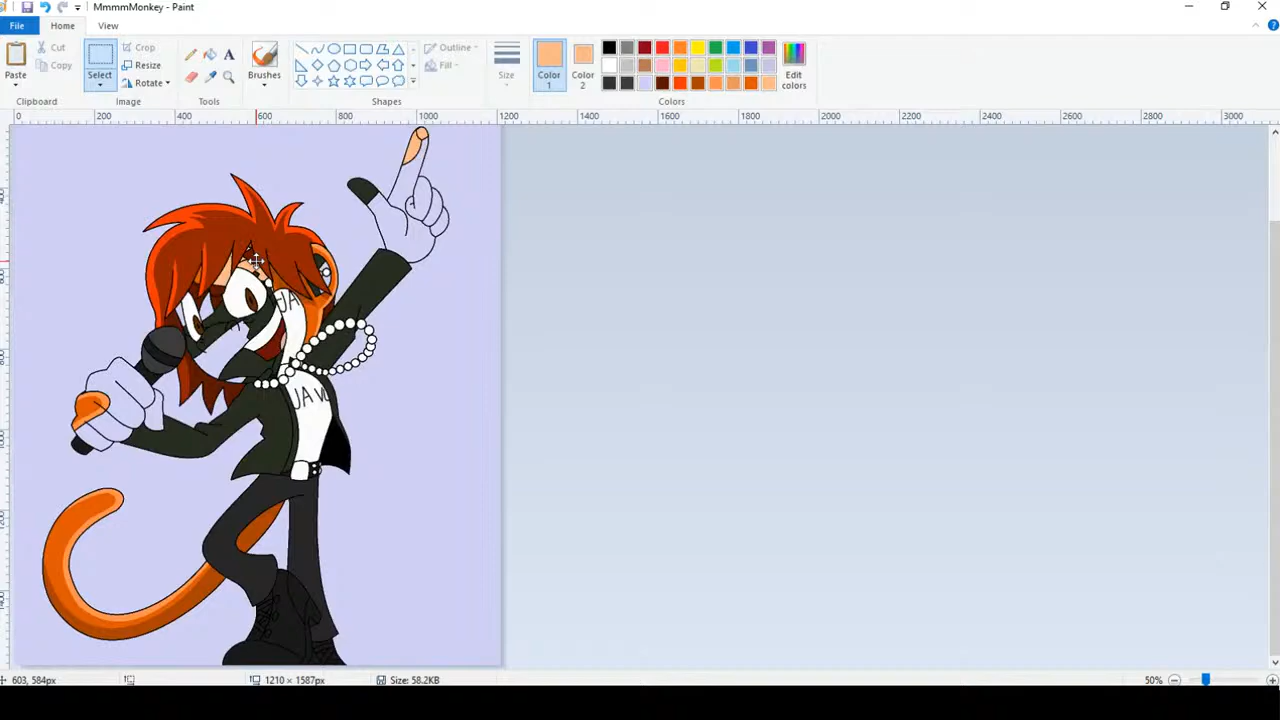 MmmmMonkey - Paint
File Home View
Paste
Cut
Copy
Clipboard
Select
Crop
Resize
Rotate
Image
Tools
Brushes
Shapes
Outline
Fill
Size
Color 1
Color 2
Edit colors
Colors
0 200 400 600 800 1000 1200 1600 1800 2000 2200 2400 2600 2800 3000
JA
JAV
603, 584px
1210 × 1587px
Size: 58.2KB
50%